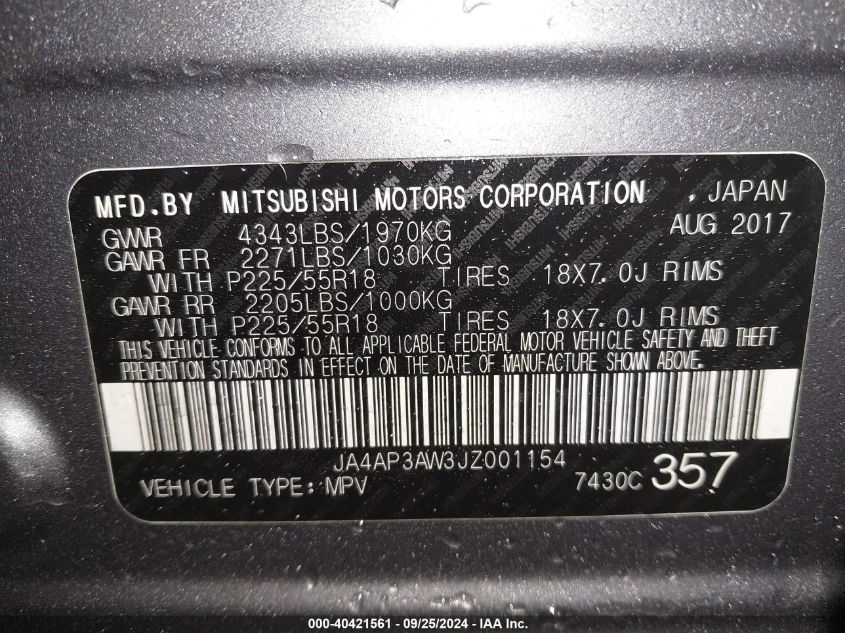 MFD.BY MITSUBISHI MOTORS CORPORATION , JAPAN
GVWR 4343LBS/1970KG AUG 2017
GAWR FR 2271LBS/1030KG
WITH P225/55R18 TIRES 18X7.0J RIMS
GAWR RR 2205LBS/1000KG
WITH P225/55R18 TIRES 18X7.0J RIMS
THIS VEHICLE CONFORMS TO ALL APPLICABLE FEDERAL MOTOR VEHICLE SAFETY AND THEFT
PREVENTION STANDARDS IN EFFECT ON THE DATE OF MANUFACTURE SHOWN ABOVE.
JA4AP3AW3JZ001154
VEHICLE TYPE: MPV 7430C 357
000-40421561 - 09/25/2024 - IAA Inc.